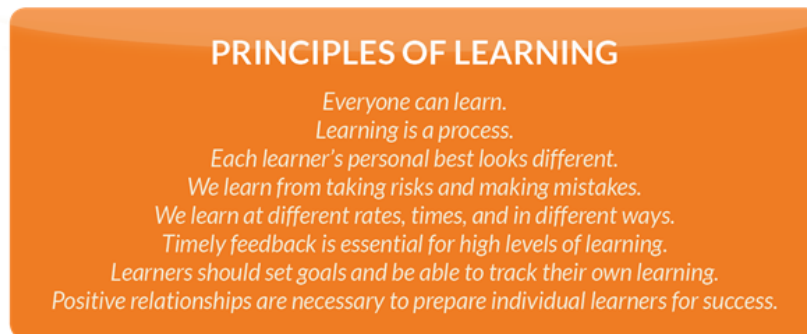 PRINCIPLES OF LEARNING
Everyone can learn.
Learning is a process.
Each learner's personal best looks different.
We learn from taking risks and making mistakes.
We learn at different rates, times, and in different ways.
Timely feedback is essential for high levels of learning.
Learners should set goals and be able to track their own learning.
Positive relationships are necessary to prepare individual learners for success.